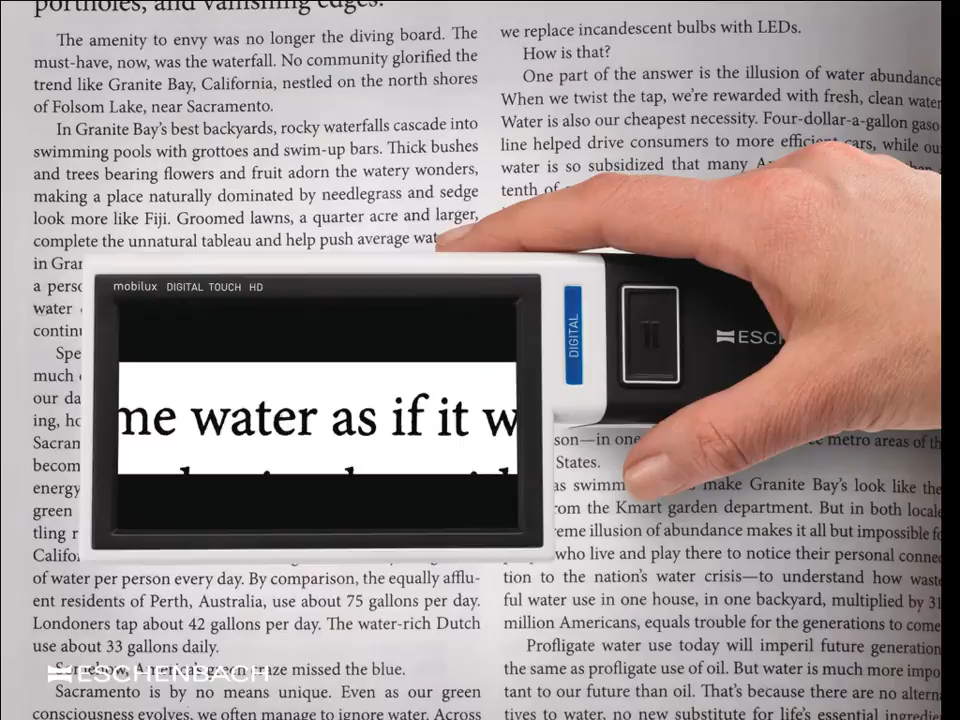 portholes, and vanishing edges.
The amenity to envy was no longer the diving board. The
must-have, now, was the waterfall. No community glorified the
trend like Granite Bay, California, nestled on the north shores
of Folsom Lake, near Sacramento.
In Granite Bay's best backyards, rocky waterfalls cascade into
swimming pools with grottoes and swim-up bars. Thick bushes
and trees bearing flowers and fruit adorn the watery wonders,
making a place naturally dominated by needlegrass and sedge
look more like Fiji. Groomed lawns, a quarter acre and larger,
complete the unnatural tableau and help push average wat
in Gran
a perso
water
continu
Spe
much
our da
ing, ho
Sacram
becom
energy
green
tling r
Califor
of water per person every day. By comparison, the equally afflu-
ent residents of Perth, Australia, use about 75 gallons per day.
Londoners tap about 42 gallons per day. The water-rich Dutch
use about 33 gallons daily.
Somehow, America's green craze missed the blue.
Sacramento is by no means unique. Even as our green
consciousness evolves, we often manage to ignore water. Across
we replace incandescent bulbs with LEDs.
How is that?
One part of the answer is the illusion of water abundance
When we twist the tap, we're rewarded with fresh, clean water
Water is also our cheapest necessity. Four-dollar-a-gallon gaso
line helped drive consumers to more efficient cars, while ou
water is so subsidized that many A
tenth of
son—in one metro areas of th
States.
as swimm make Granite Bay's look like the
rom the Kmart garden department. But in both locale
eme illusion of abundance makes it all but impossible fo
who live and play there to notice their personal connec
tion to the nation's water crisis—to understand how waste
ful water use in one house, in one backyard, multiplied by 31
million Americans, equals trouble for the generations to come
Profligate water use today will imperil future generation
the same as profligate use of oil. But water is much more impo
tant to our future than oil. That's because there are no altern
tives to water, no new substitute for life's essential ingredie
mobilux DIGITAL TOUCH HD
me water as if it w
DIGITAL
ESC
ESCHENBACH